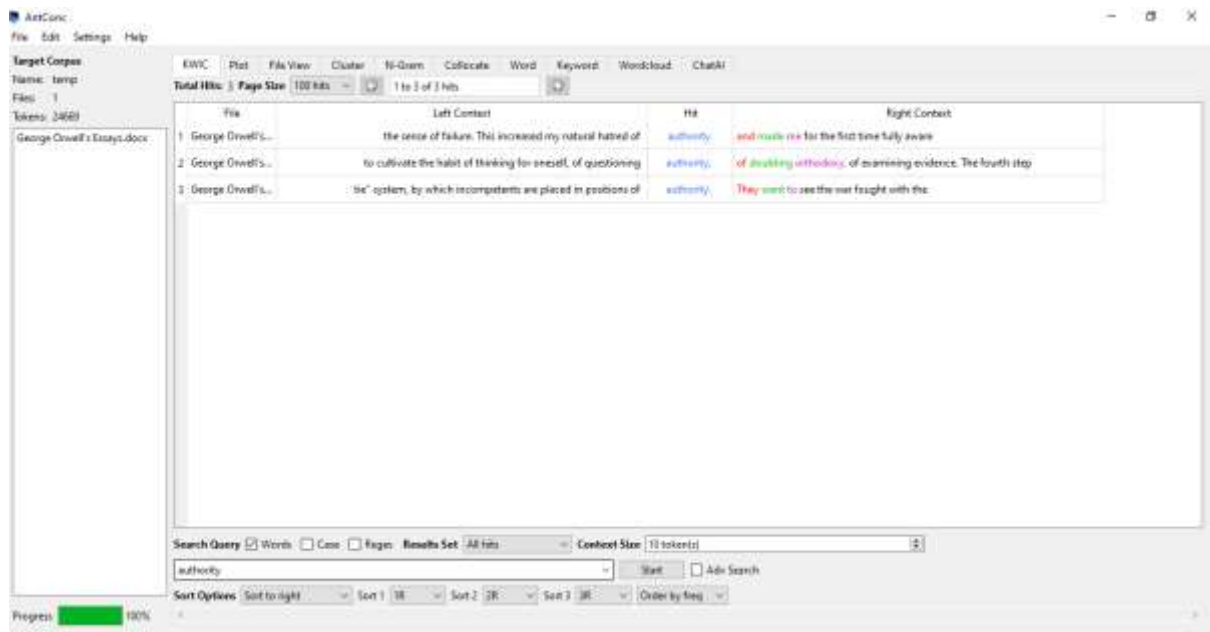 AntConc
File Edit Settings Help
Target Corpus
Name: temp
Files: 1
Tokens: 24669
George Orwell's Essays.docx
KWIC Plot File View Cluster N-Gram Collocate Word Keyword Wordcloud ChatAI
Total Hits: 3 Page Size 100 hits 1 to 3 of 3 hits
File Left Context Hit Right Context
1 George Orwell's... the sense of failure. This increased my natural hatred of authority and made me for the first time fully aware
2 George Orwell's... to cultivate the habit of thinking for oneself, of questioning authority, of doubting orthodoxy, of examining evidence. The fourth step
3 George Orwell's... tie" system, by which incompetents are placed in positions of authority. They want to see the war fought with the
Search Query Words Case Regex Results Set All hits Context Size 10 token(s)
authority Start Adv Search
Sort Options Sort to right Sort 1 1R Sort 2 2R Sort 3 3R Order by freq
Progress 100%